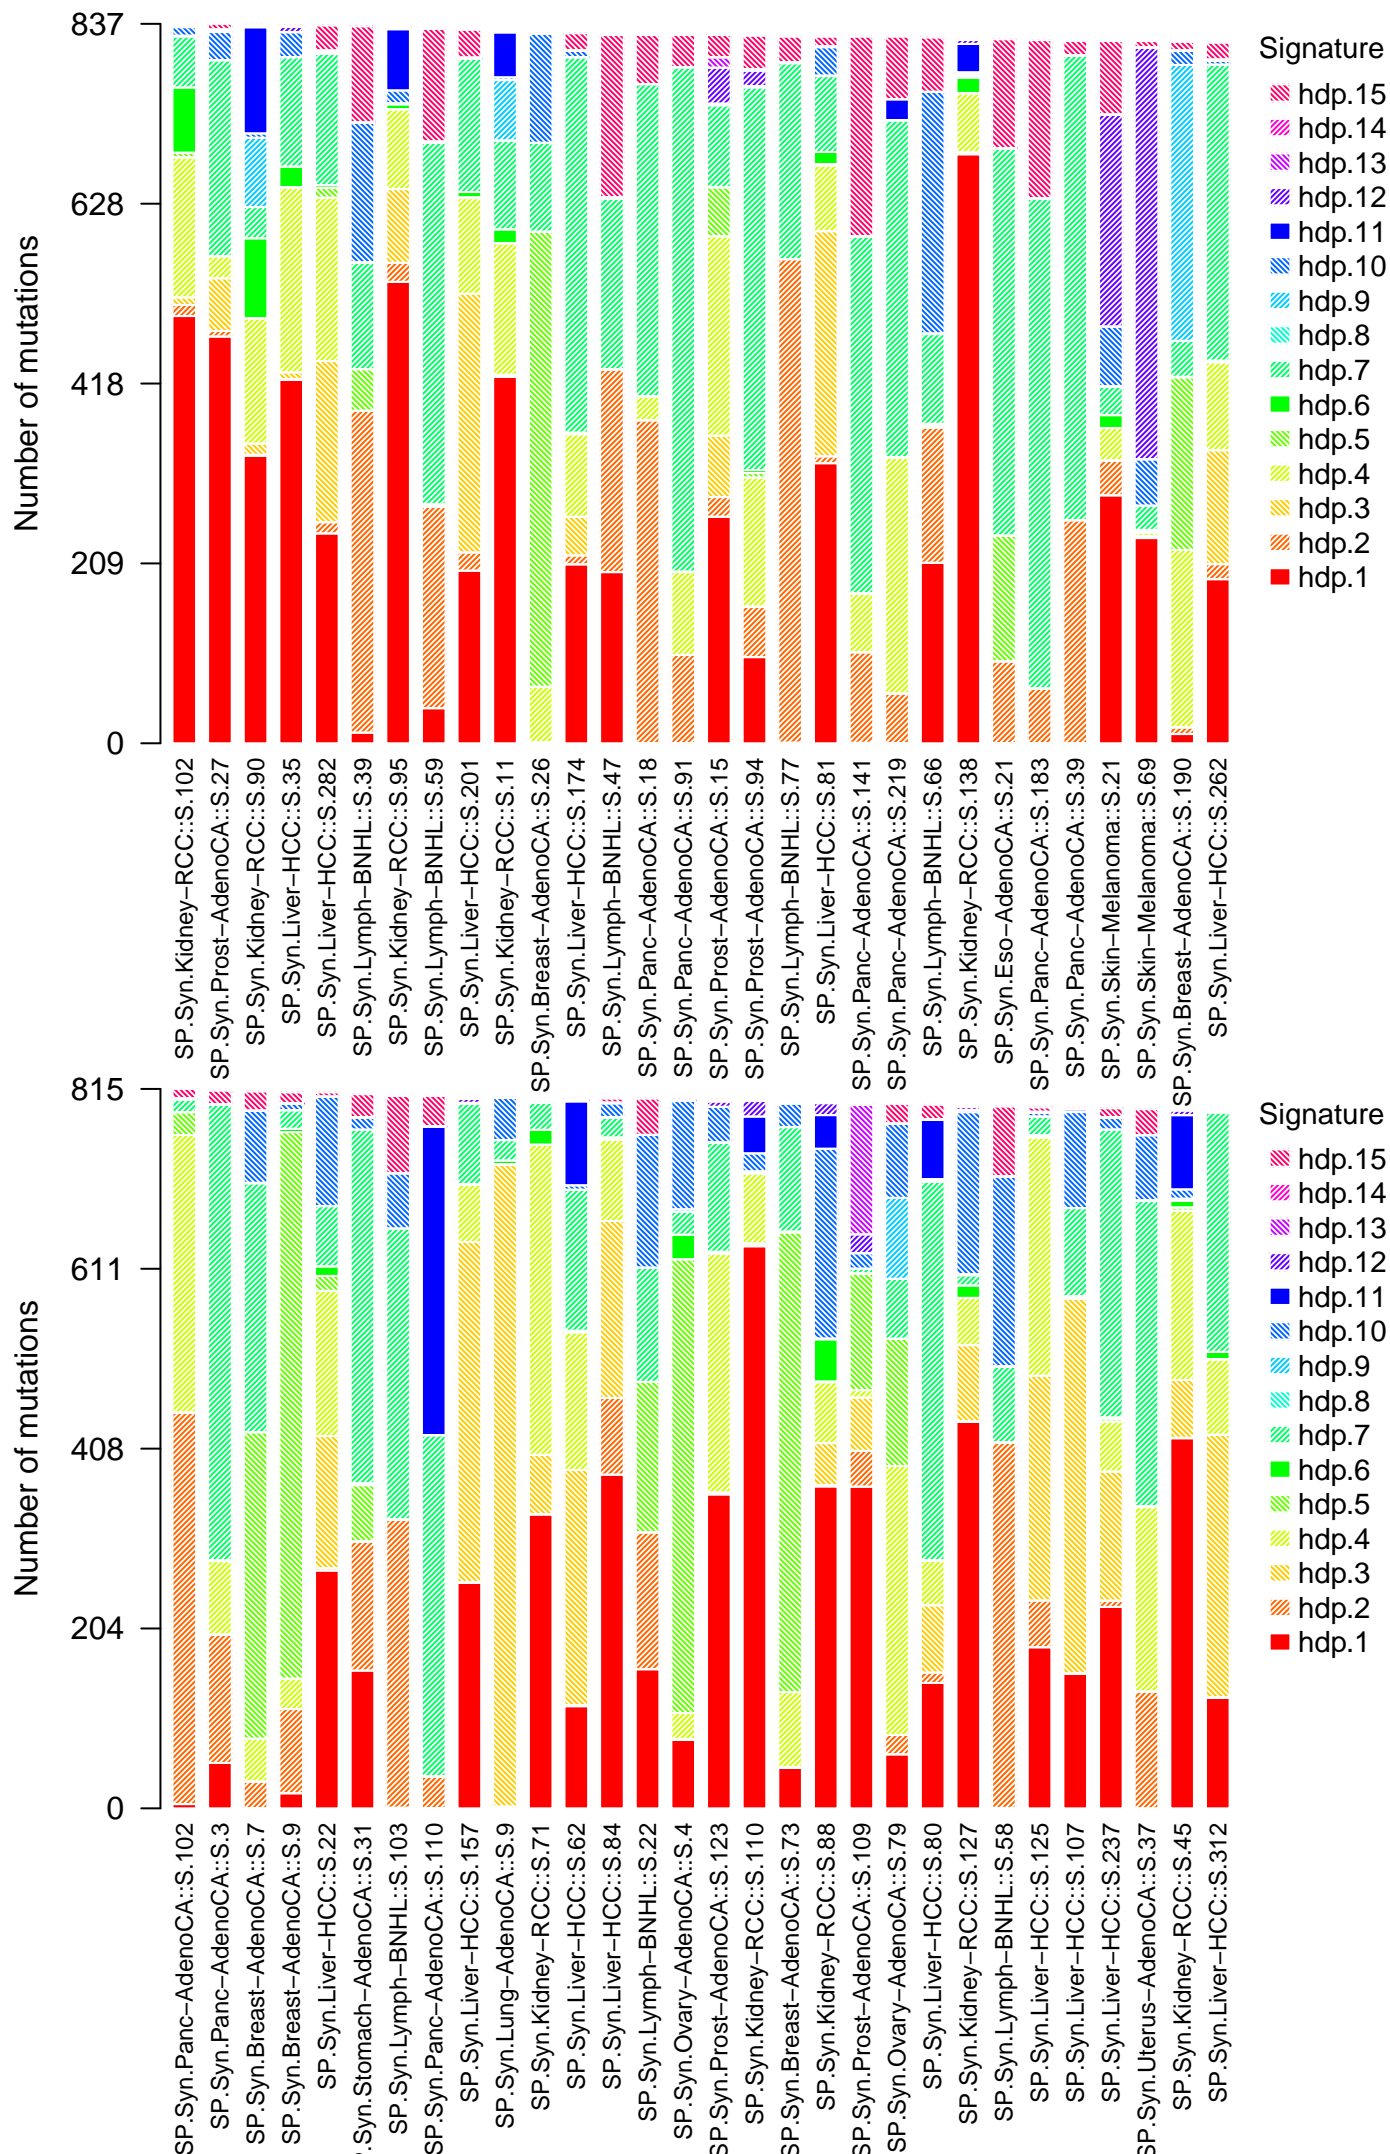 Number of mutations
837
628
418
209
0
Signature
hdp.15
hdp.14
hdp.13
hdp.12
hdp.11
hdp.10
hdp.9
hdp.8
hdp.7
hdp.6
hdp.5
hdp.4
hdp.3
hdp.2
hdp.1
SP.Syn.Kidney−RCC::S.102
SP.Syn.Prost−AdenoCA::S.27
SP.Syn.Kidney−RCC::S.90
SP.Syn.Liver−HCC::S.35
SP.Syn.Liver−HCC::S.282
SP.Syn.Lymph−BNHL::S.39
SP.Syn.Kidney−RCC::S.95
SP.Syn.Lymph−BNHL::S.59
SP.Syn.Liver−HCC::S.201
SP.Syn.Kidney−RCC::S.11
SP.Syn.Breast−AdenoCA::S.26
SP.Syn.Liver−HCC::S.174
SP.Syn.Lymph−BNHL::S.47
SP.Syn.Panc−AdenoCA::S.18
SP.Syn.Panc−AdenoCA::S.91
SP.Syn.Prost−AdenoCA::S.15
SP.Syn.Prost−AdenoCA::S.94
SP.Syn.Lymph−BNHL::S.77
SP.Syn.Liver−HCC::S.81
SP.Syn.Panc−AdenoCA::S.141
SP.Syn.Panc−AdenoCA::S.219
SP.Syn.Lymph−BNHL::S.66
SP.Syn.Kidney−RCC::S.138
SP.Syn.Eso−AdenoCA::S.21
SP.Syn.Panc−AdenoCA::S.183
SP.Syn.Panc−AdenoCA::S.39
SP.Syn.Skin−Melanoma::S.21
SP.Syn.Skin−Melanoma::S.69
SP.Syn.Breast−AdenoCA::S.190
SP.Syn.Liver−HCC::S.262
Number of mutations
815
611
408
204
0
Signature
hdp.15
hdp.14
hdp.13
hdp.12
hdp.11
hdp.10
hdp.9
hdp.8
hdp.7
hdp.6
hdp.5
hdp.4
hdp.3
hdp.2
hdp.1
SP.Syn.Panc−AdenoCA::S.102
SP.Syn.Panc−AdenoCA::S.3
SP.Syn.Breast−AdenoCA::S.7
SP.Syn.Breast−AdenoCA::S.9
SP.Syn.Liver−HCC::S.22
P.Syn.Stomach−AdenoCA::S.31
SP.Syn.Lymph−BNHL::S.103
SP.Syn.Panc−AdenoCA::S.110
SP.Syn.Liver−HCC::S.157
SP.Syn.Lung−AdenoCA::S.9
SP.Syn.Kidney−RCC::S.71
SP.Syn.Liver−HCC::S.62
SP.Syn.Liver−HCC::S.84
SP.Syn.Lymph−BNHL::S.22
SP.Syn.Ovary−AdenoCA::S.4
SP.Syn.Prost−AdenoCA::S.123
SP.Syn.Kidney−RCC::S.110
SP.Syn.Breast−AdenoCA::S.73
SP.Syn.Kidney−RCC::S.88
SP.Syn.Prost−AdenoCA::S.109
SP.Syn.Ovary−AdenoCA::S.79
SP.Syn.Liver−HCC::S.80
SP.Syn.Kidney−RCC::S.127
SP.Syn.Lymph−BNHL::S.58
SP.Syn.Liver−HCC::S.125
SP.Syn.Liver−HCC::S.107
SP.Syn.Liver−HCC::S.237
SP.Syn.Uterus−AdenoCA::S.37
SP.Syn.Kidney−RCC::S.45
SP.Syn.Liver−HCC::S.312